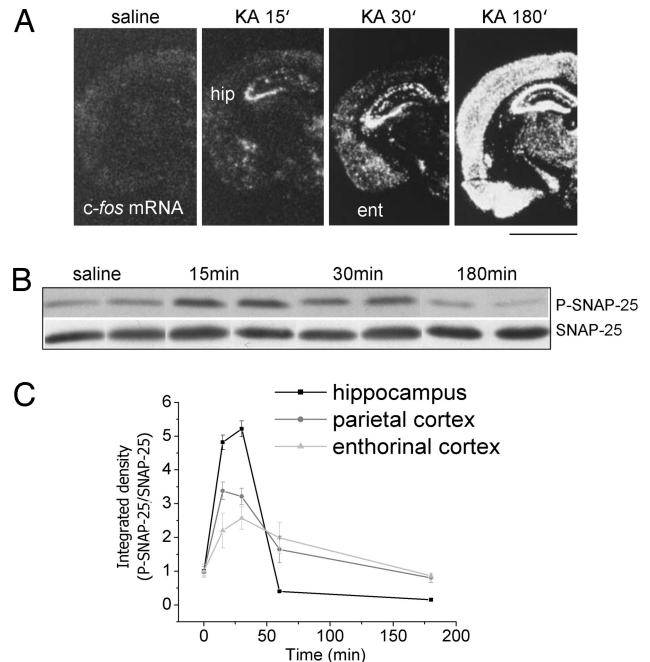 A
saline KA 15‘ KA 30‘ KA 180‘
hip
c-fos mRNA
ent
B
saline 15min 30min 180min
P-SNAP-25
SNAP-25
C
hippocampus
parietal cortex
enthorinal cortex
Integrated density
(P-SNAP-25/SNAP-25)
6
5
4
3
2
1
0
0 50 100 150 200
Time (min)